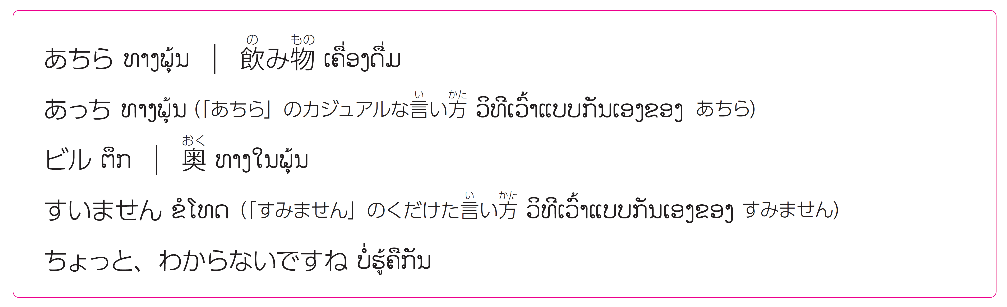 あちら ທາງພຸ້ນ | 飲み物 ເຄື່ອງດື່ມ
あっち ທາງພຸ້ນ (「あちら」のカジュアルな言い方 ວິທີເວົ້າແບບກັນເອງຂອງ あちら)
ビル ຕຶກ | 奥 ທາງໃນພຸ້ນ
すいません ຂໍໂທດ (「すみません」のくだけた言い方 ວິທີເວົ້າແບບກັນເອງຂອງ すみません)
ちょっと、わからないですね ບໍ່ຮູ້ຄືກັນ